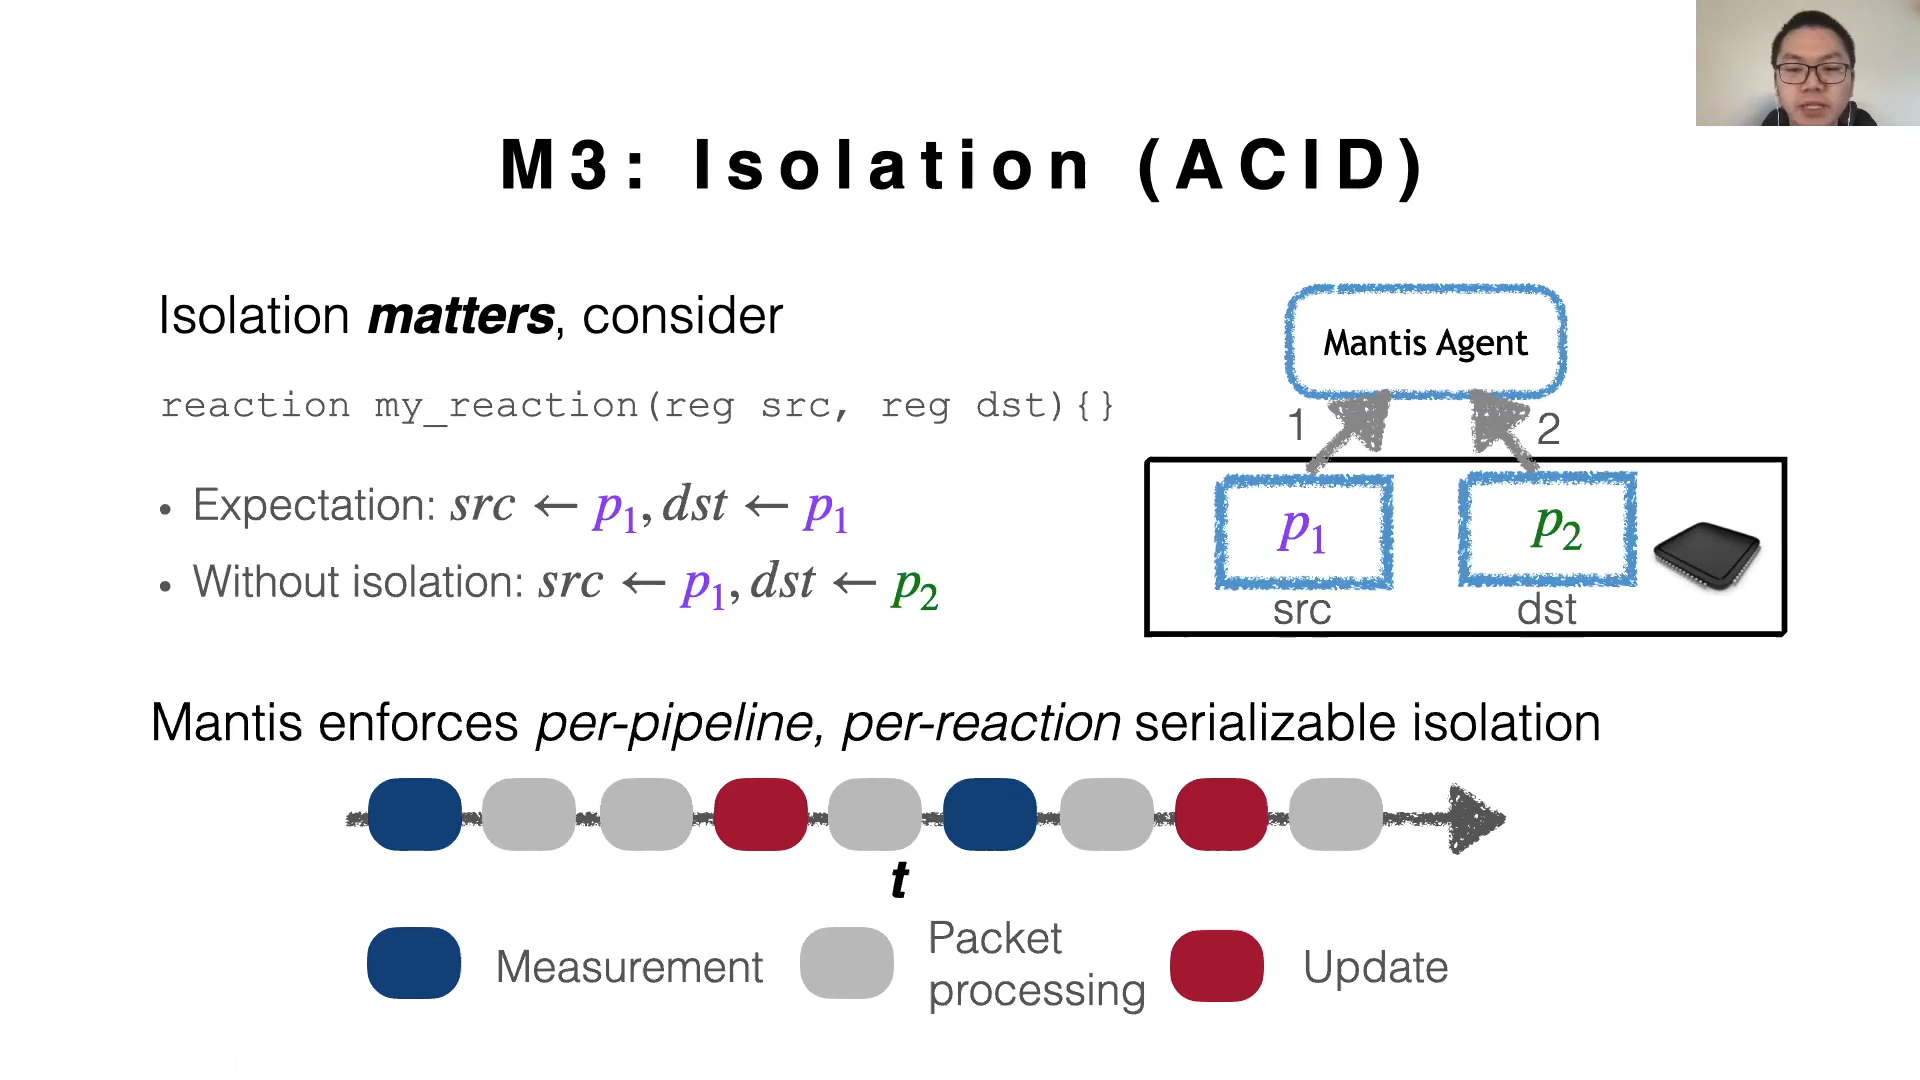 M3: Isolation (ACID)
Isolation matters, consider
reaction my_reaction(reg src, reg dst){}
• Expectation: src ← p1, dst ← p1
• Without isolation: src ← p1, dst ← p2
Mantis Agent
1
2
p1
p2
src
dst
Mantis enforces per-pipeline, per-reaction serializable isolation
t
Measurement
Packet
processing
Update